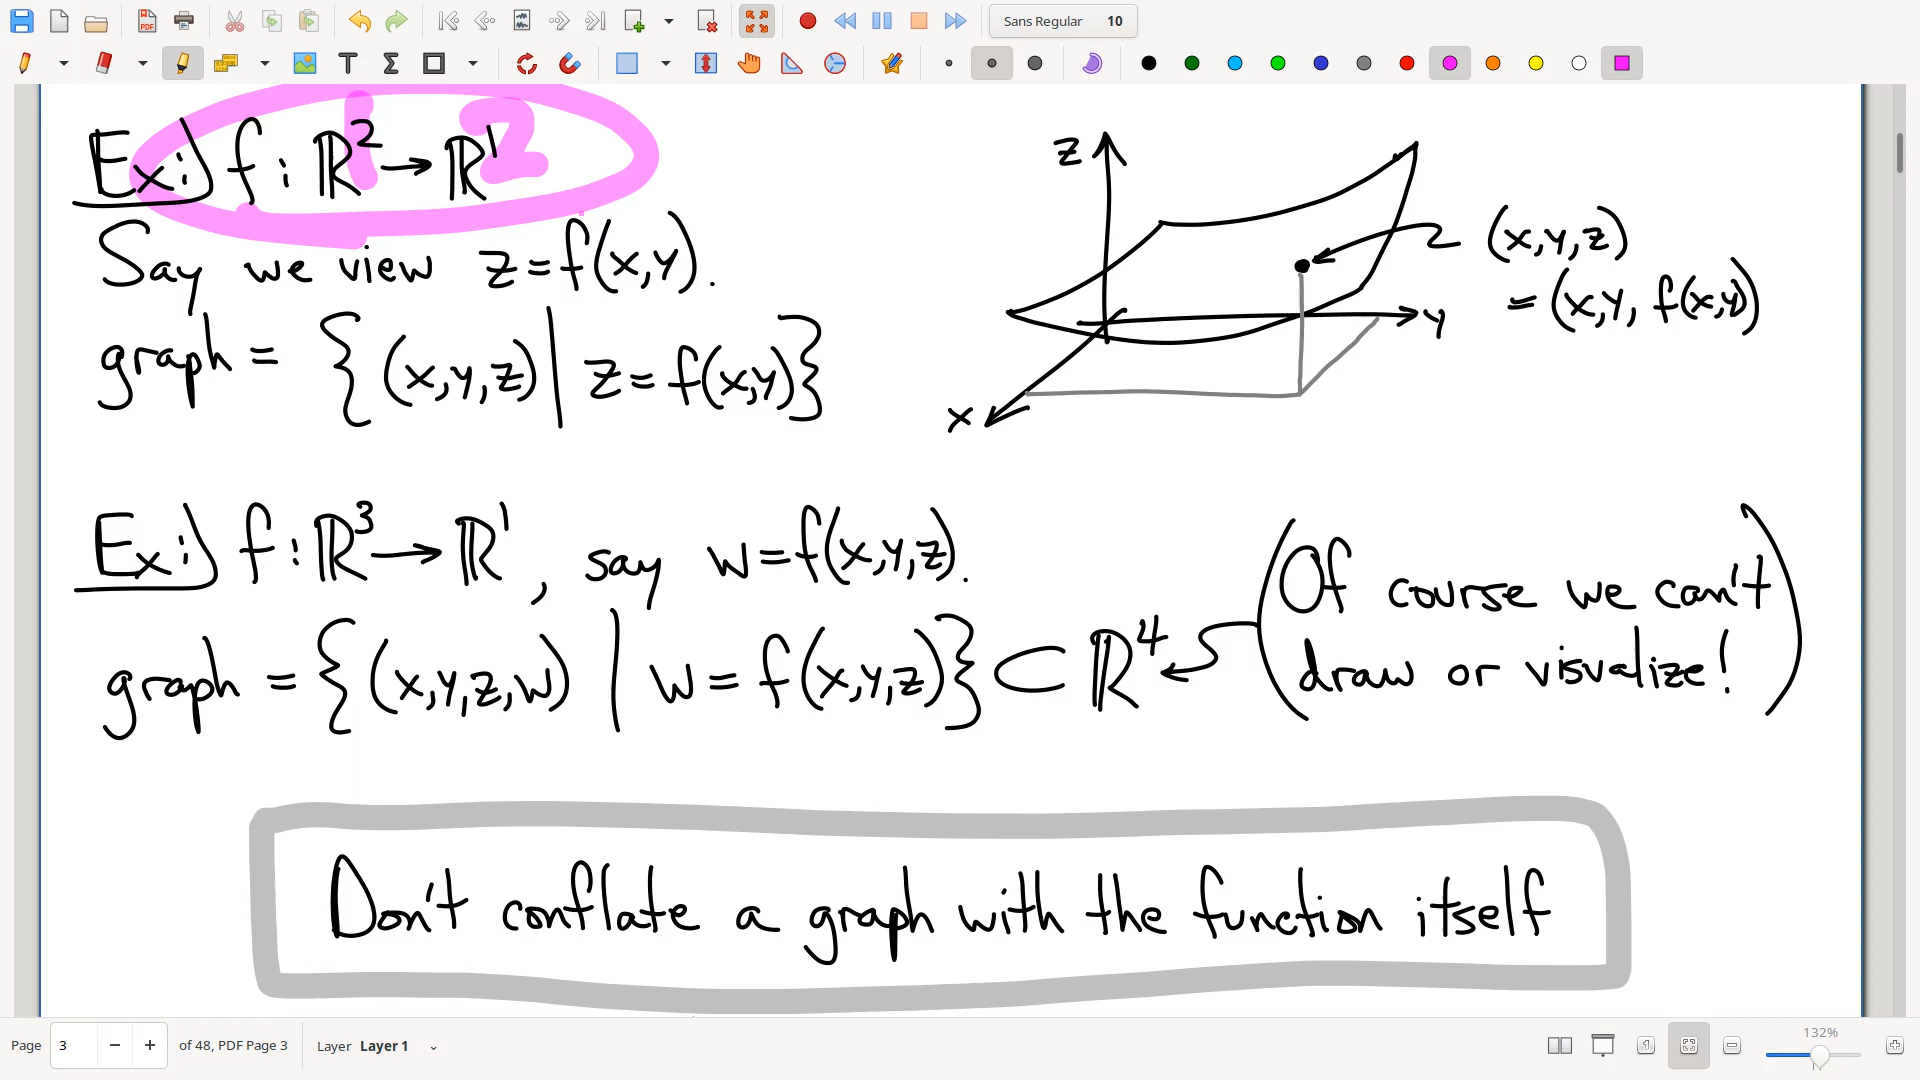 Sans Regular 10
Ex:) f : ℝ² → ℝ¹
1 2
Say we view z = f(x,y).
graph = {(x,y,z) | z = f(x,y)}
z
y
x
(x,y,z)
= (x,y, f(x,y))
Ex:) f : ℝ³ → ℝ¹, say w = f(x,y,z).
graph = {(x,y,z,w) | w = f(x,y,z)} ⊂ ℝ⁴
(Of course we can't
draw or visualize!)
Don't conflate a graph with the function itself
Page 3 of 48, PDF Page 3 Layer Layer 1
132%